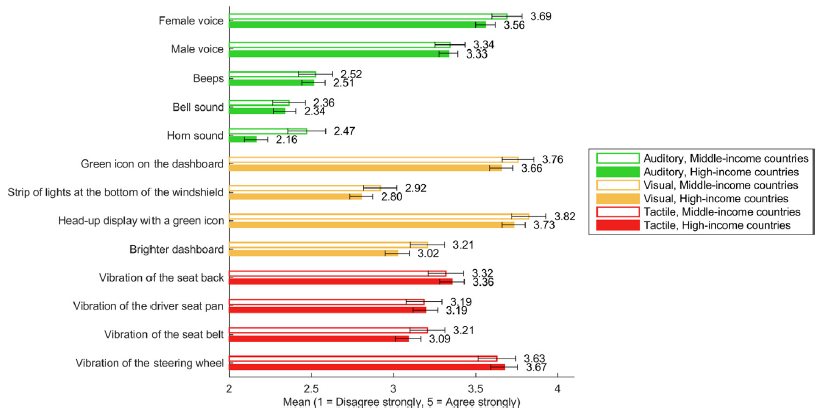 Female voice 3.69
3.56
Male voice 3.34
3.33
Beeps 2.52
2.51
Bell sound 2.36
2.34
Horn sound 2.47
2.16
Green icon on the dashboard 3.76
3.66
Strip of lights at the bottom of the windshield 2.92
2.80
Head-up display with a green icon 3.82
3.73
Brighter dashboard 3.21
3.02
Vibration of the seat back 3.32
3.36
Vibration of the driver seat pan 3.19
3.19
Vibration of the seat belt 3.21
3.09
Vibration of the steering wheel 3.63
3.67
2 2.5 3 3.5 4
Mean (1 = Disagree strongly, 5 = Agree strongly)
Auditory, Middle-income countries
Auditory, High-income countries
Visual, Middle-income countries
Visual, High-income countries
Tactile, Middle-income countries
Tactile, High-income countries